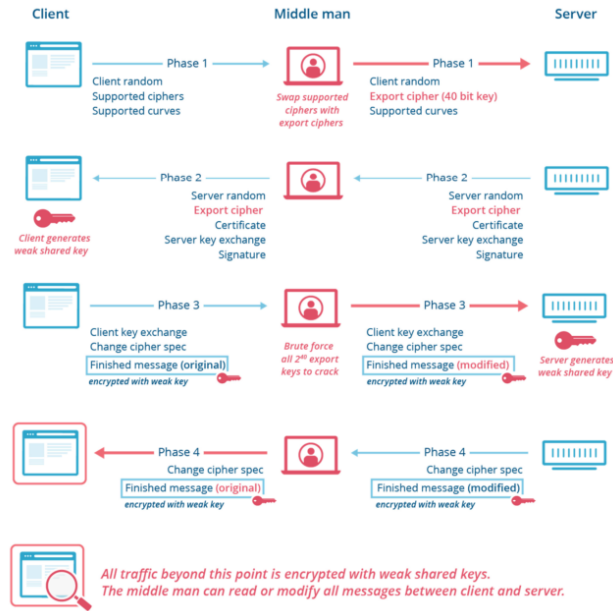 Client
Middle man
Server
Phase 1
Client random
Supported ciphers
Supported curves
Swap supported
ciphers with
export ciphers
Phase 1
Client random
Export cipher (40 bit key)
Supported curves
Phase 2
Server random
Export cipher
Certificate
Server key exchange
Signature
Client generates
weak shared key
Phase 2
Server random
Export cipher
Certificate
Server key exchange
Signature
Phase 3
Client key exchange
Change cipher spec
Finished message (original)
encrypted with weak key
Brute force
all 2⁴⁰ export
keys to crack
Phase 3
Client key exchange
Change cipher spec
Finished message (modified)
encrypted with weak key
Server generates
weak shared key
Phase 4
Change cipher spec
Finished message (original)
encrypted with weak key
Phase 4
Change cipher spec
Finished message (modified)
encrypted with weak key
All traffic beyond this point is encrypted with weak shared keys.
The middle man can read or modify all messages between client and server.